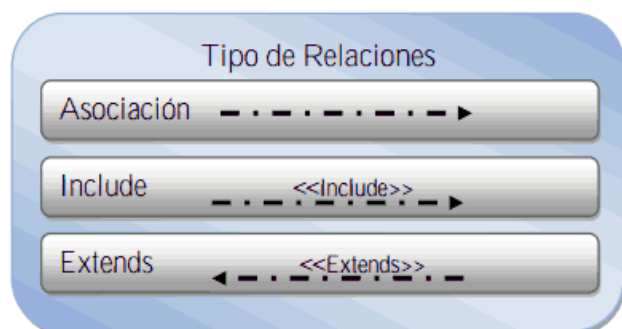 Tipo de Relaciones
Asociación
Include <<Include>>
Extends <<Extends>>